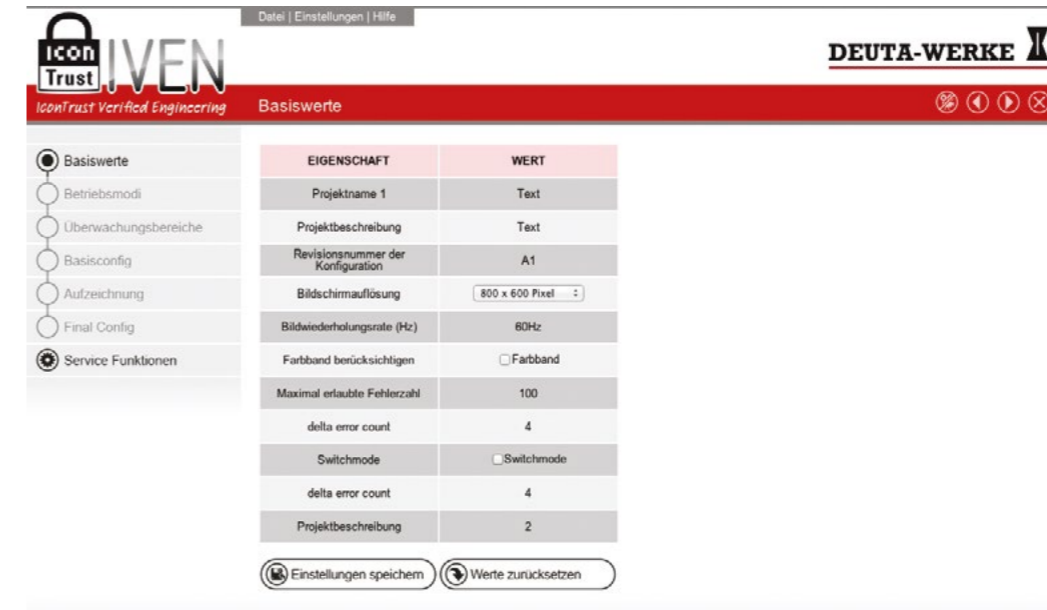 Datei | Einstellungen | Hilfe
icon
Trust
IVEN
DEUTA-WERKE
IconTrust Verified Engineering
Basiswerte
Basiswerte
Betriebsmodi
Überwachungsbereiche
Basisconfig
Aufzeichnung
Final Config
Service Funktionen
EIGENSCHAFT WERT
Projektname 1 Text
Projektbeschreibung Text
Revisionsnummer der
Konfiguration A1
Bildschirmauflösung 800 x 600 Pixel
Bildwiederholungsrate (Hz) 60Hz
Farbband berücksichtigen Farbband
Maximal erlaubte Fehlerzahl 100
delta error count 4
Switchmode Switchmode
delta error count 4
Projektbeschreibung 2
Einstellungen speichern Werte zurücksetzen